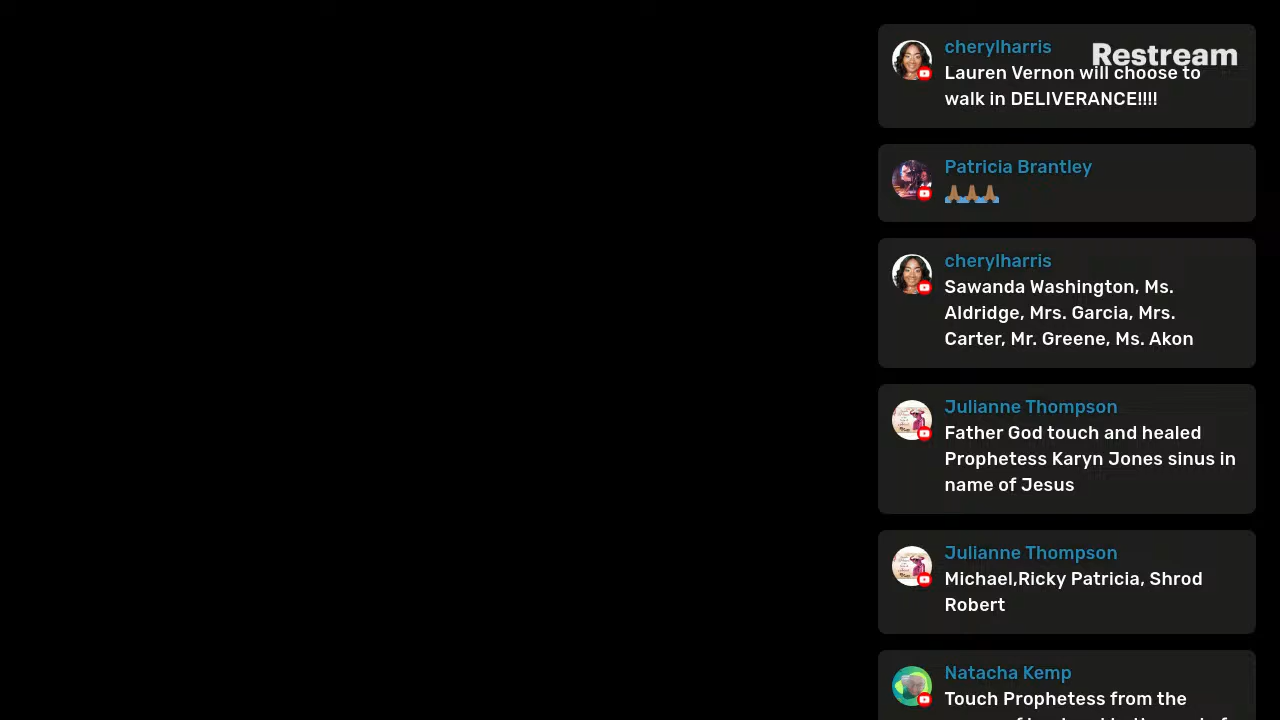 cherylharris
Restream
Lauren Vernon will choose to
walk in DELIVERANCE!!!!
Patricia Brantley
🙏🏾🙏🏾🙏🏾
cherylharris
Sawanda Washington, Ms.
Aldridge, Mrs. Garcia, Mrs.
Carter, Mr. Greene, Ms. Akon
Julianne Thompson
Father God touch and healed
Prophetess Karyn Jones sinus in
name of Jesus
Julianne Thompson
Michael,Ricky Patricia, Shrod
Robert
Natacha Kemp
Touch Prophetess from the